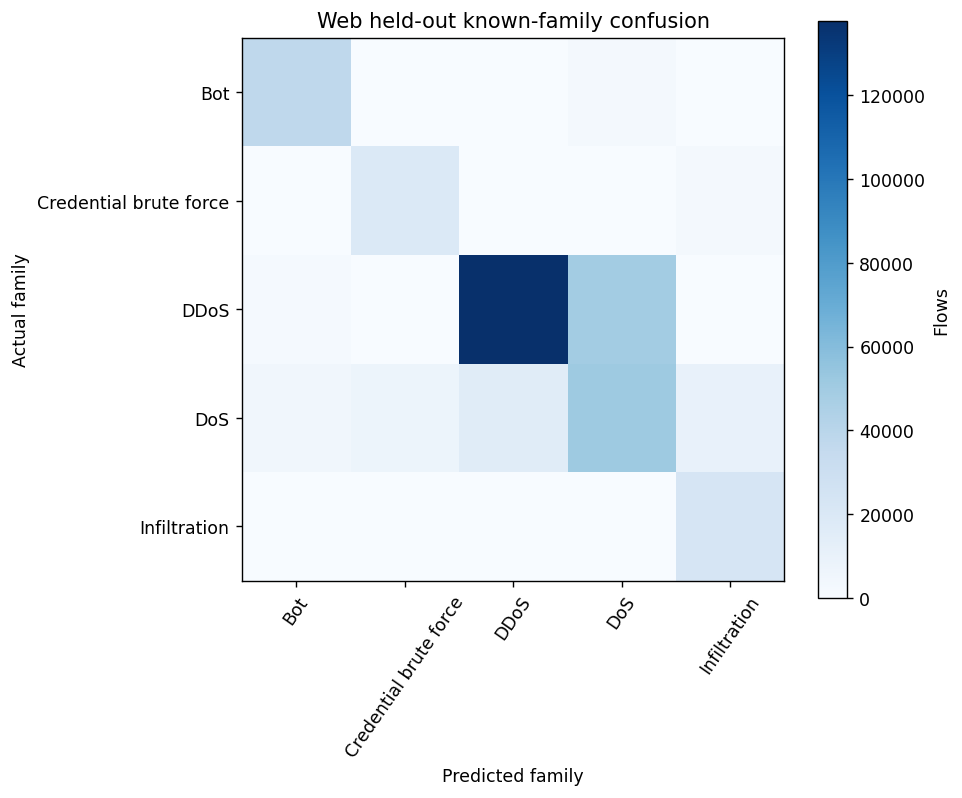 Web held-out known-family confusion
Actual family
Bot
Credential brute force
DDoS
DoS
Infiltration
Bot
Credential brute force
DDoS
DoS
Infiltration
Predicted family
120000
100000
80000
60000
40000
20000
0
Flows